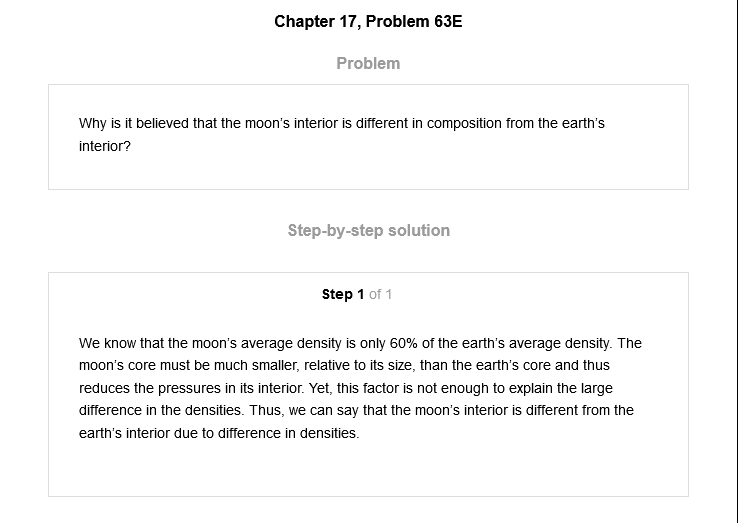 Chapter 17, Problem 63E
Problem
Why is it believed that the moon's interior is different in composition from the earth's
interior?
Step-by-step solution
Step 1 of 1
We know that the moon's average density is only 60% of the earth's average density. The
moon's core must be much smaller, relative to its size, than the earth's core and thus
reduces the pressures in its interior. Yet, this factor is not enough to explain the large
difference in the densities. Thus, we can say that the moon's interior is different from the
earth's interior due to difference in densities.